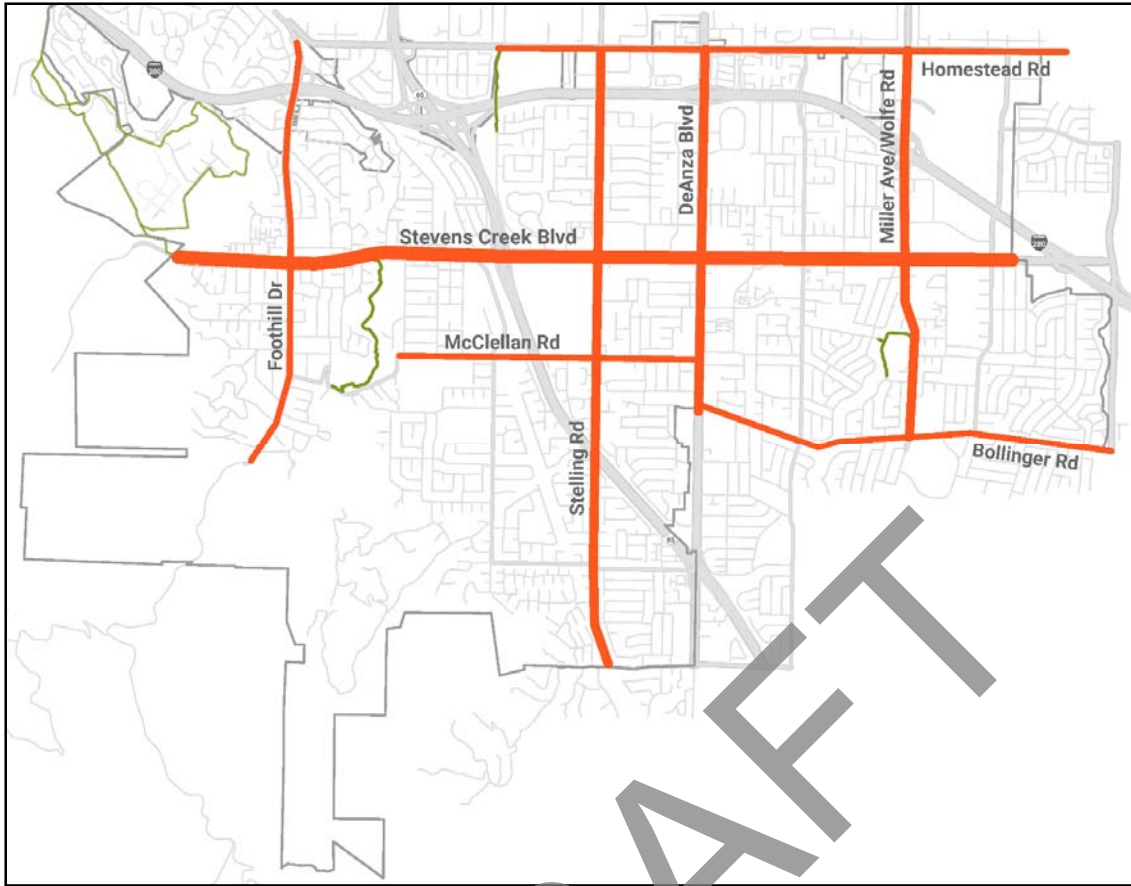 280
85
Homestead Rd
DeAnza Blvd
Miller Ave/Wolfe Rd
Stevens Creek Blvd
280
Foothill Dr
McClellan Rd
Stelling Rd
Bollinger Rd
85
AFT